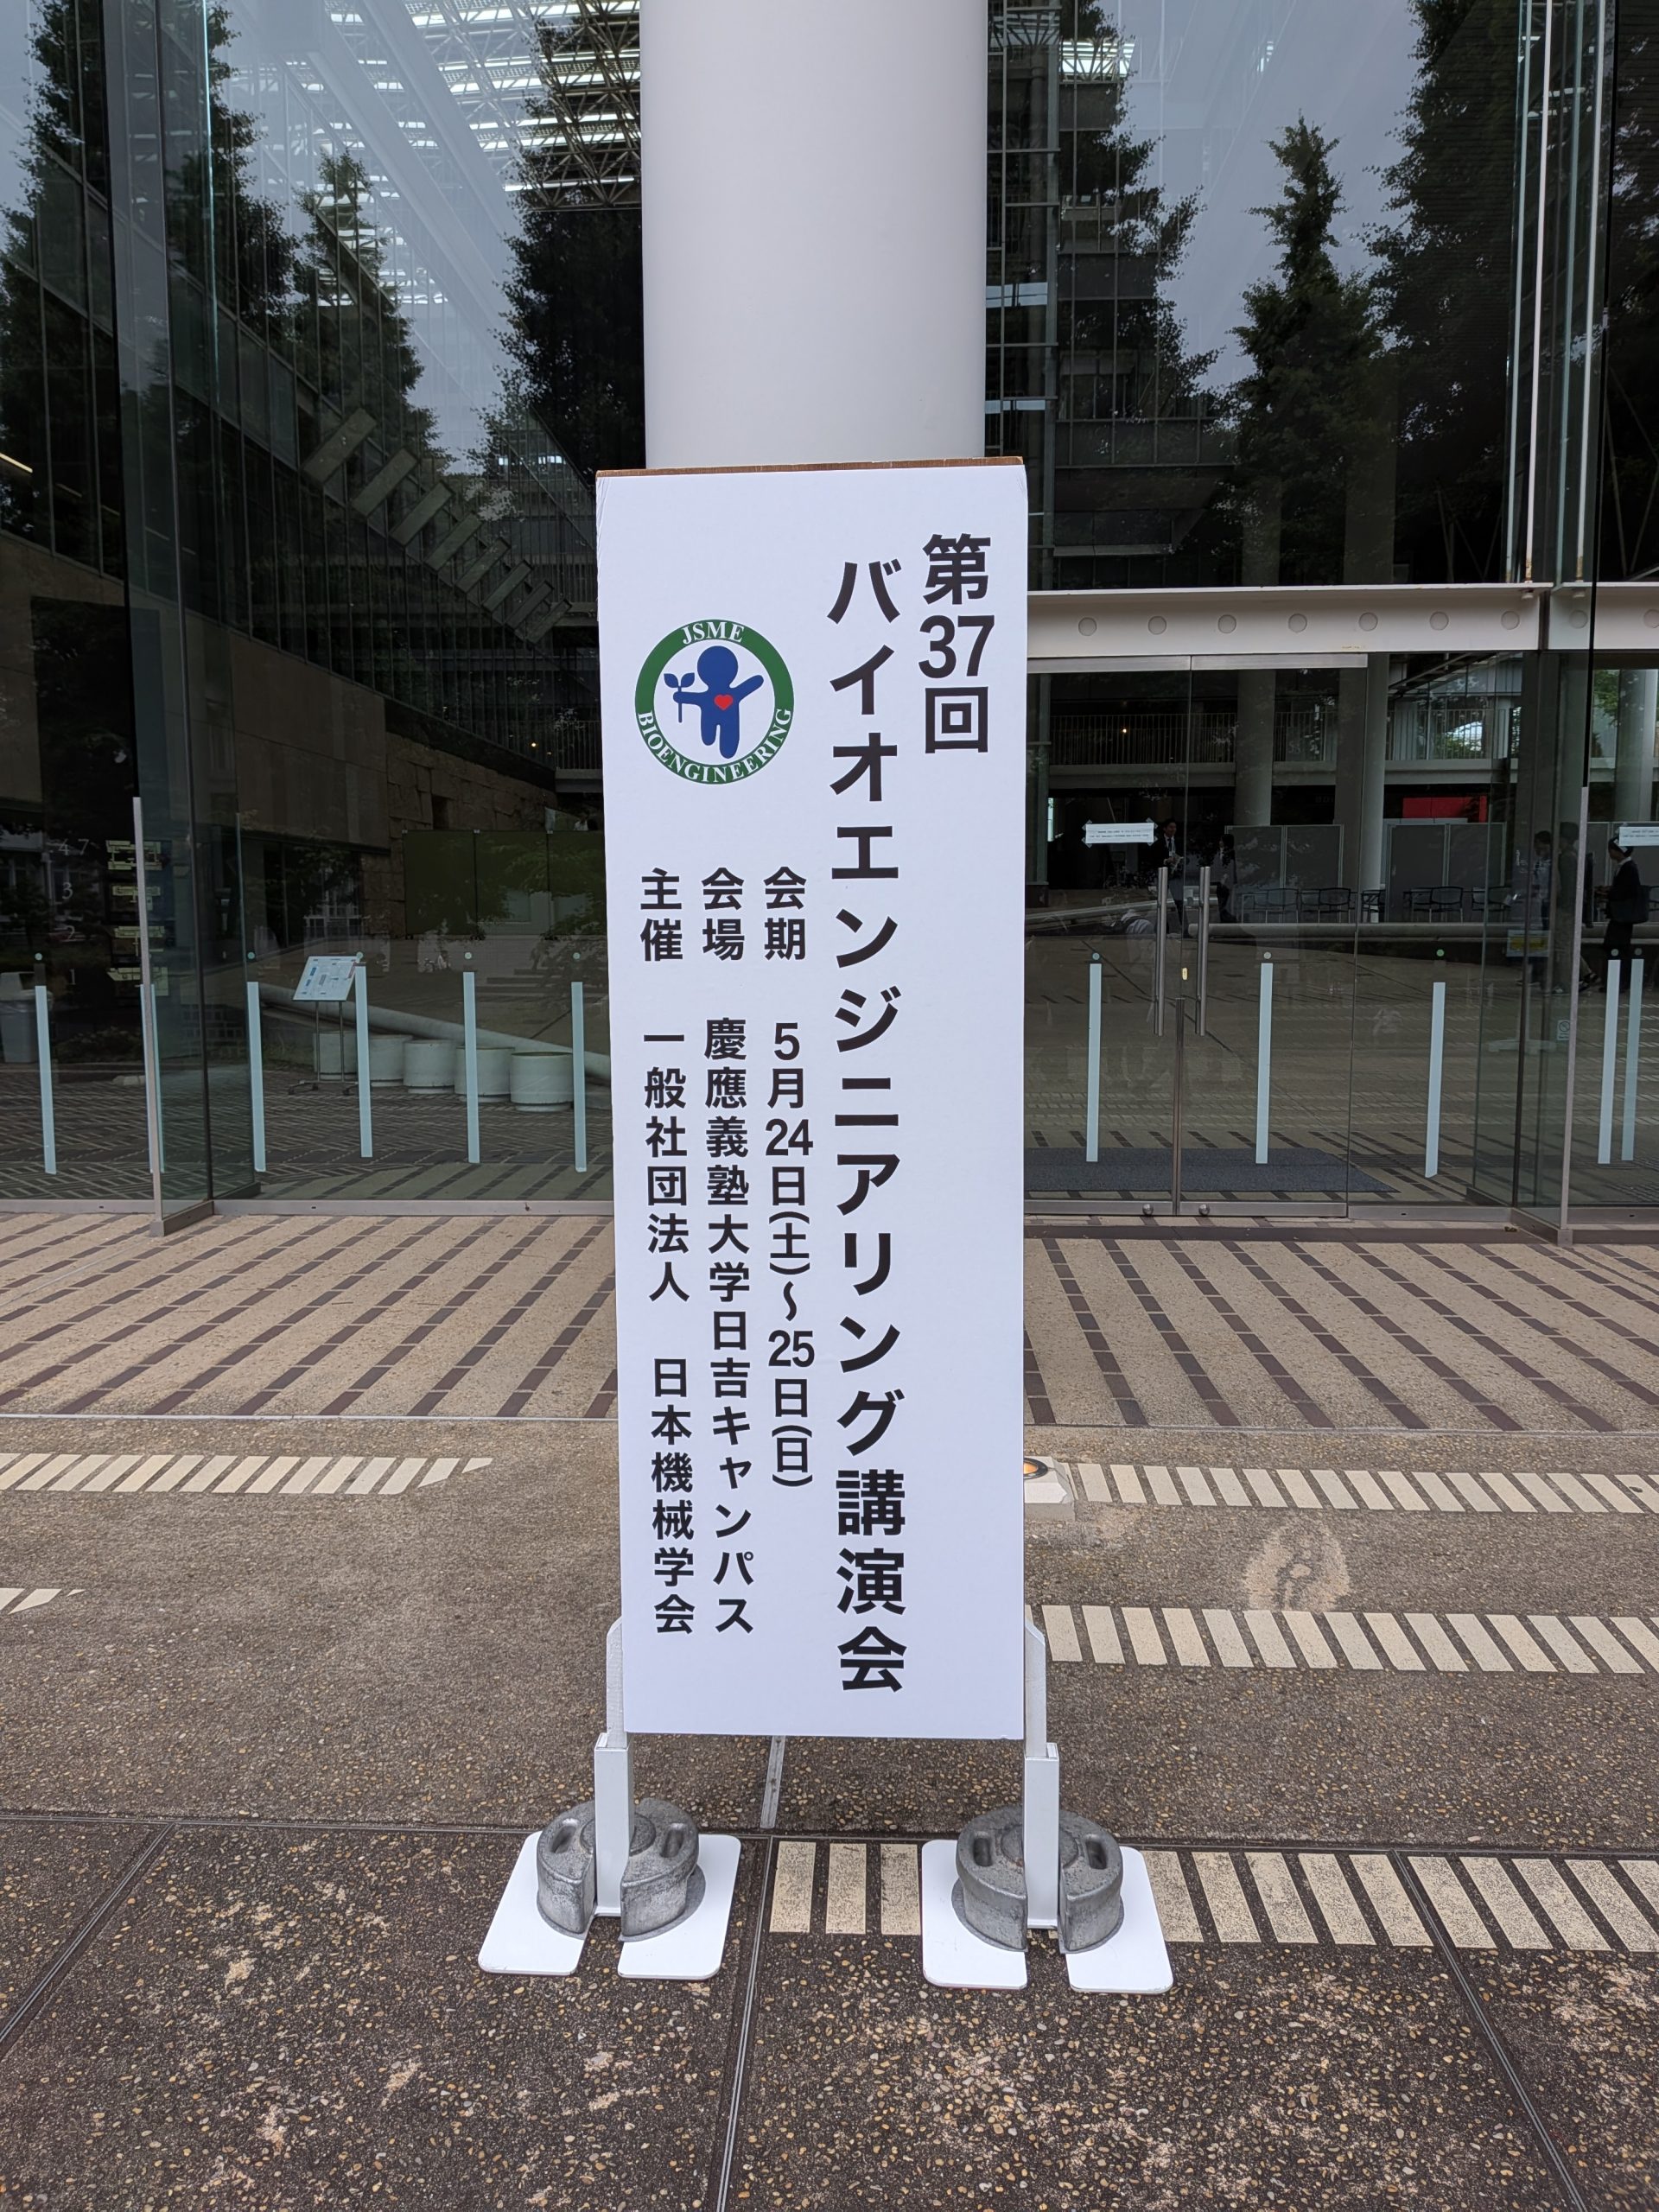 第37回
バイオエンジニアリング講演会
JSME
BIOENGINEERING
会期 5月24日(土)〜25日(日)
会場 慶應義塾大学日吉キャンパス
主催 一般社団法人 日本機械学会